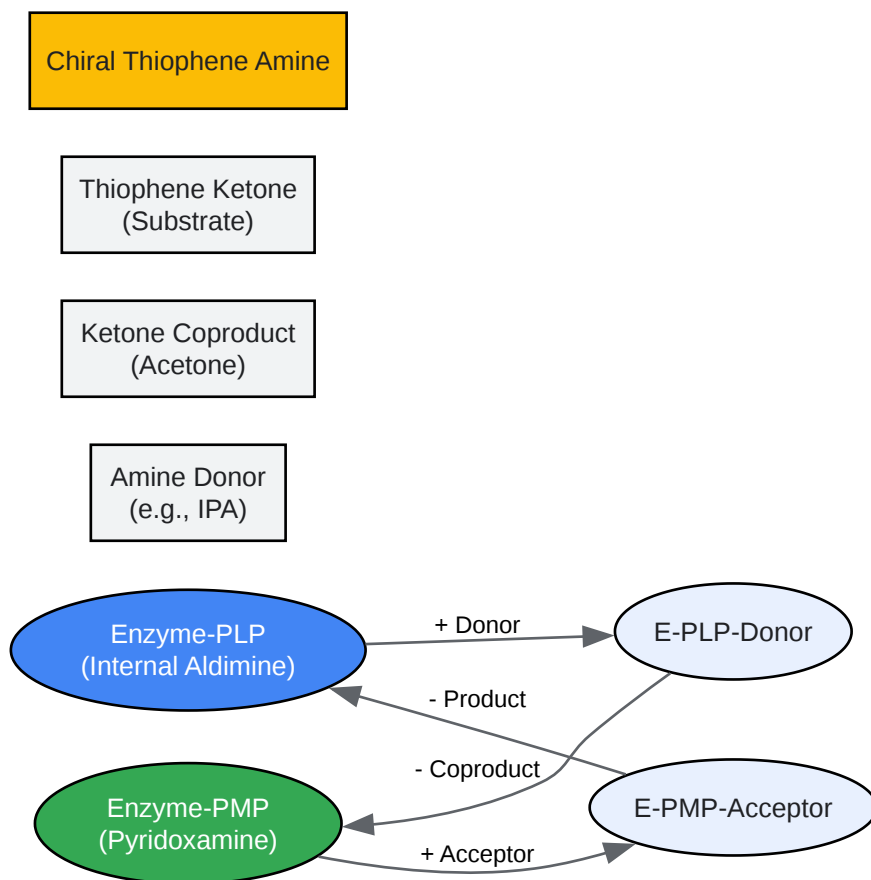 Chiral Thiophene Amine
Thiophene Ketone
(Substrate)
Ketone Coproduct
(Acetone)
Amine Donor
(e.g., IPA)
Enzyme-PLP
(Internal Aldimine)
+ Donor
E-PLP-Donor
- Product
- Coproduct
Enzyme-PMP
(Pyridoxamine)
+ Acceptor
E-PMP-Acceptor